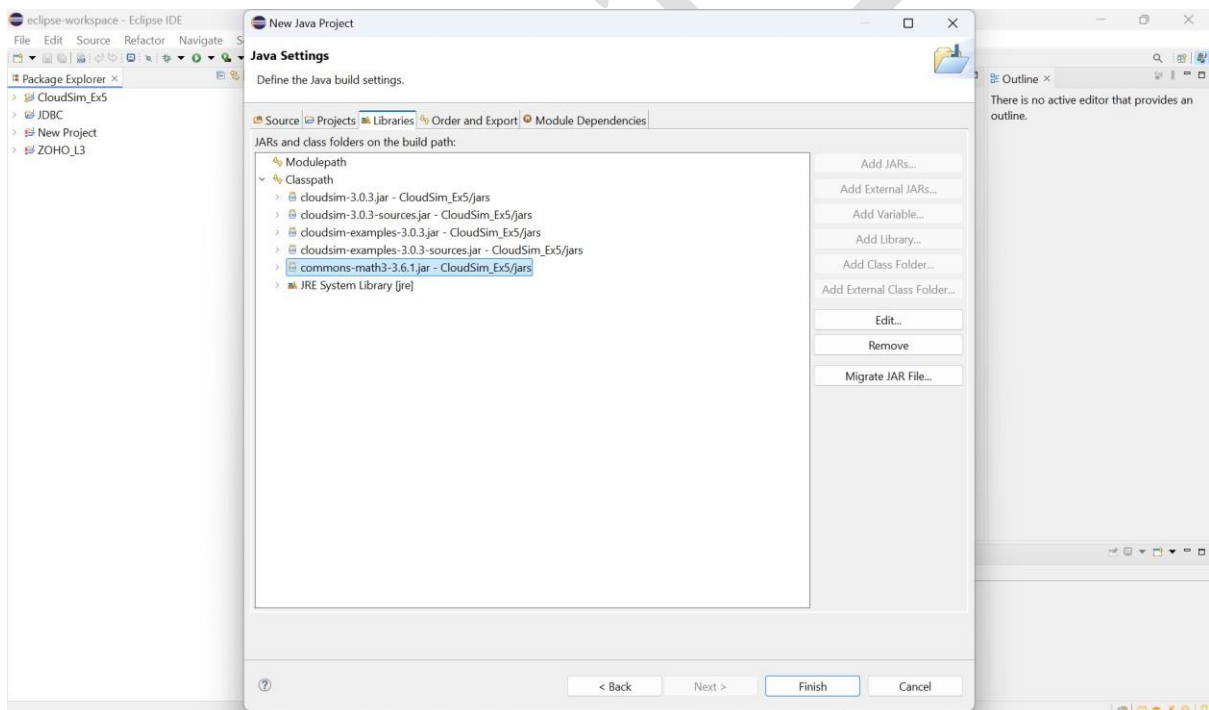 eclipse-workspace - Eclipse IDE
File Edit Source Refactor Navigate S
Package Explorer ×
CloudSim_Ex5
JDBC
New Project
ZOHO_L3
New Java Project
Java Settings
Define the Java build settings.
Source Projects Libraries Order and Export Module Dependencies
JARs and class folders on the build path:
Modulepath
Classpath
cloudsim-3.0.3.jar - CloudSim_Ex5/jars
cloudsim-3.0.3-sources.jar - CloudSim_Ex5/jars
cloudsim-examples-3.0.3.jar - CloudSim_Ex5/jars
cloudsim-examples-3.0.3-sources.jar - CloudSim_Ex5/jars
commons-math3-3.6.1.jar - CloudSim_Ex5/jars
JRE System Library [jre]
Add JARs...
Add External JARs...
Add Variable...
Add Library...
Add Class Folder...
Add External Class Folder...
Edit...
Remove
Migrate JAR File...
< Back Next > Finish Cancel
Outline ×
There is no active editor that provides an
outline.